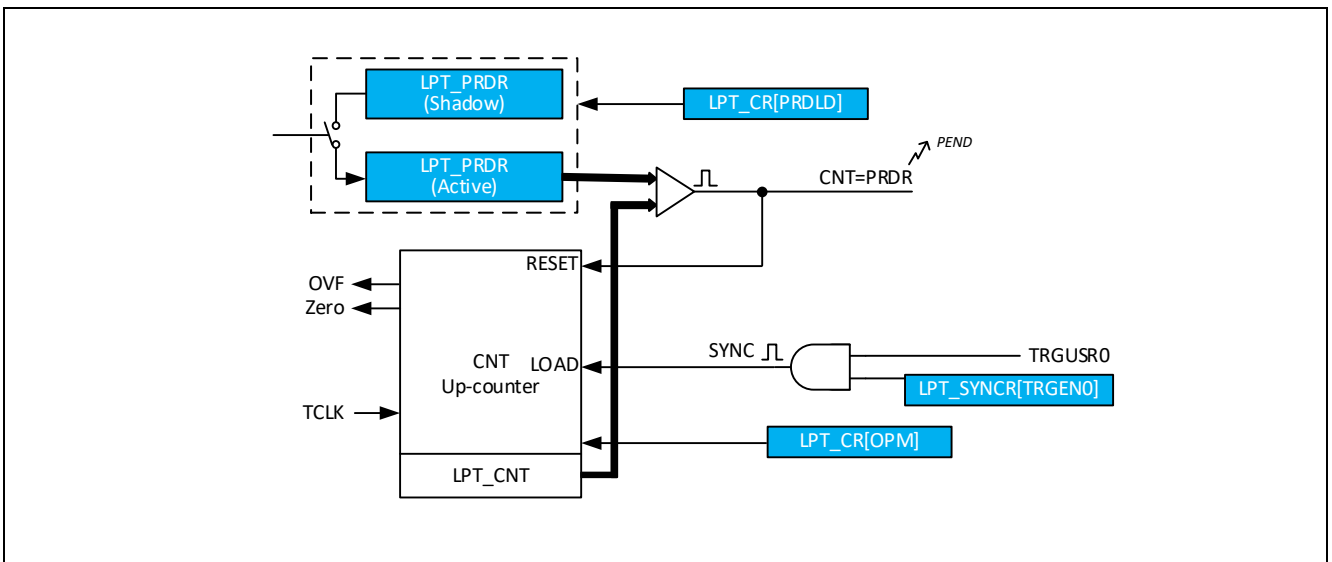 LPT_PRDR
(Shadow)
LPT_CR[PRDLD]
PEND
LPT_PRDR
(Active)
CNT=PRDR
RESET
OVF
Zero
SYNC
TRGUSR0
CNT
LOAD
Up-counter
LPT_SYNCR[TRGEN0]
TCLK
LPT_CR[OPM]
LPT_CNT